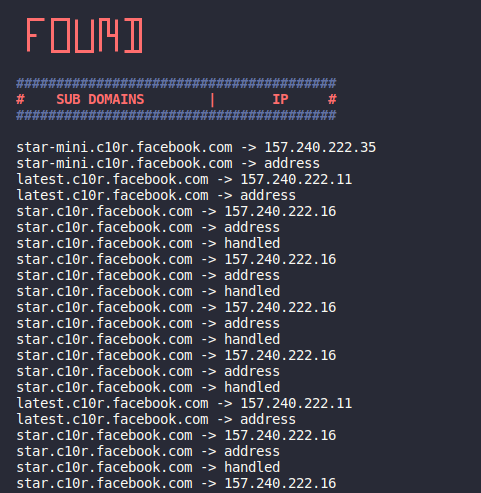 FOUND
########################################
#    SUB DOMAINS        |       IP     #
########################################
star-mini.c10r.facebook.com -> 157.240.222.35
star-mini.c10r.facebook.com -> address
latest.c10r.facebook.com -> 157.240.222.11
latest.c10r.facebook.com -> address
star.c10r.facebook.com -> 157.240.222.16
star.c10r.facebook.com -> address
star.c10r.facebook.com -> handled
star.c10r.facebook.com -> 157.240.222.16
star.c10r.facebook.com -> address
star.c10r.facebook.com -> handled
star.c10r.facebook.com -> 157.240.222.16
star.c10r.facebook.com -> address
star.c10r.facebook.com -> handled
star.c10r.facebook.com -> 157.240.222.16
star.c10r.facebook.com -> address
star.c10r.facebook.com -> handled
latest.c10r.facebook.com -> 157.240.222.11
latest.c10r.facebook.com -> address
star.c10r.facebook.com -> 157.240.222.16
star.c10r.facebook.com -> address
star.c10r.facebook.com -> handled
star.c10r.facebook.com -> 157.240.222.16